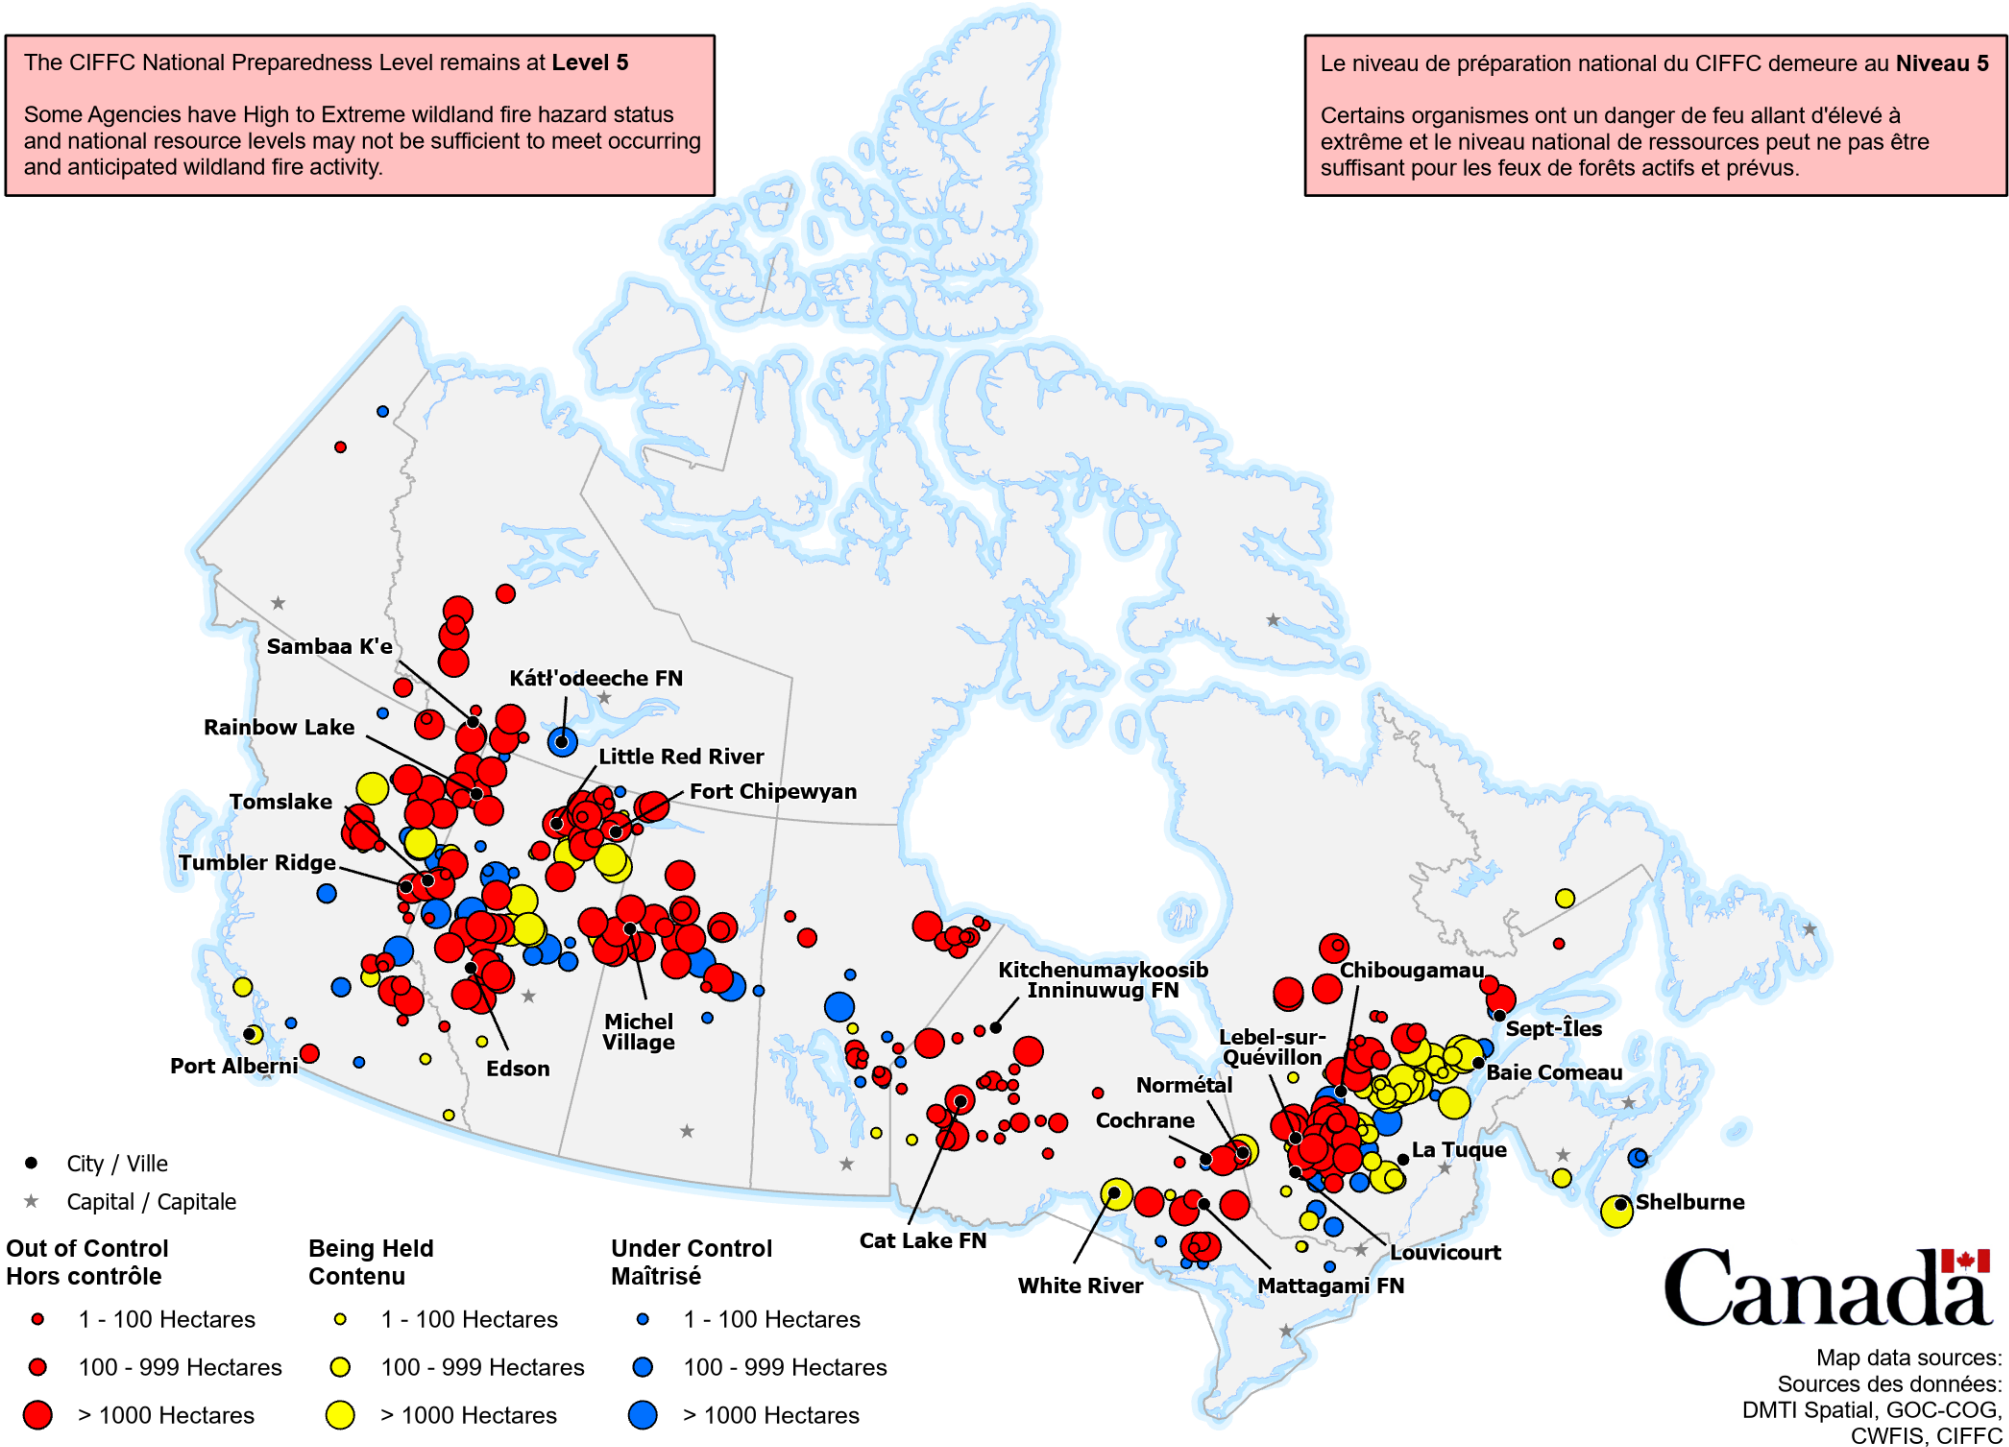 The CIFFC National Preparedness Level remains at Level 5
Some Agencies have High to Extreme wildland fire hazard status
and national resource levels may not be sufficient to meet occurring
and anticipated wildland fire activity.
Le niveau de préparation national du CIFFC demeure au Niveau 5
Certains organismes ont un danger de feu allant d'élevé à
extrême et le niveau national de ressources peut ne pas être
suffisant pour les feux de forêts actifs et prévus.
Sambaa K'e
Kátł'odeeche FN
Rainbow Lake
Little Red River
Fort Chipewyan
Tomslake
Tumbler Ridge
Kitchenumaykoosib
Inninuwug FN
Chibougamau
Michel
Village
Lebel-sur-
Quévillon
Sept-Îles
Port Alberni
Edson
Normétal
Baie Comeau
Cochrane
La Tuque
Shelburne
Cat Lake FN
White River
Mattagami FN
Louvicourt
City / Ville
Capital / Capitale
Out of Control
Hors contrôle
1 - 100 Hectares
100 - 999 Hectares
> 1000 Hectares
Being Held
Contenu
1 - 100 Hectares
100 - 999 Hectares
> 1000 Hectares
Under Control
Maîtrisé
1 - 100 Hectares
100 - 999 Hectares
> 1000 Hectares
Canada
Map data sources:
Sources des données:
DMTI Spatial, GOC-COG,
CWFIS, CIFFC